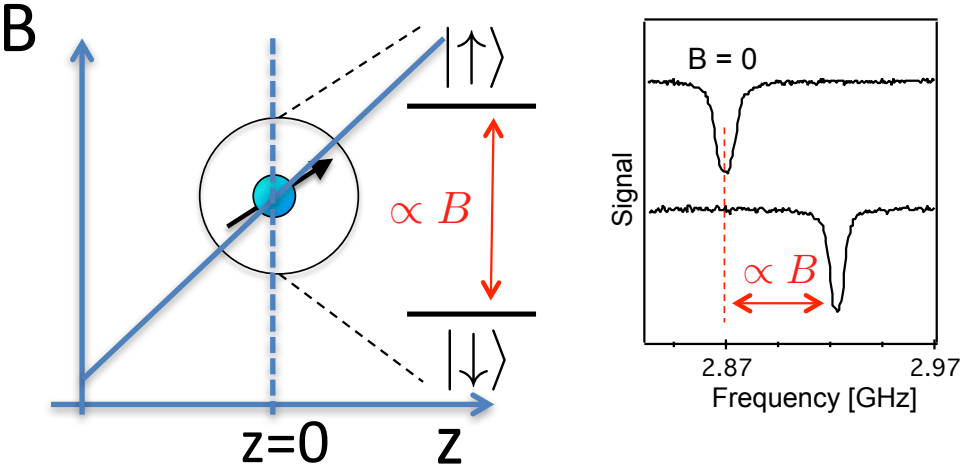 B
|↑⟩
∝ B
|↓⟩
z=0
z
B = 0
Signal
∝ B
2.87
2.97
Frequency [GHz]